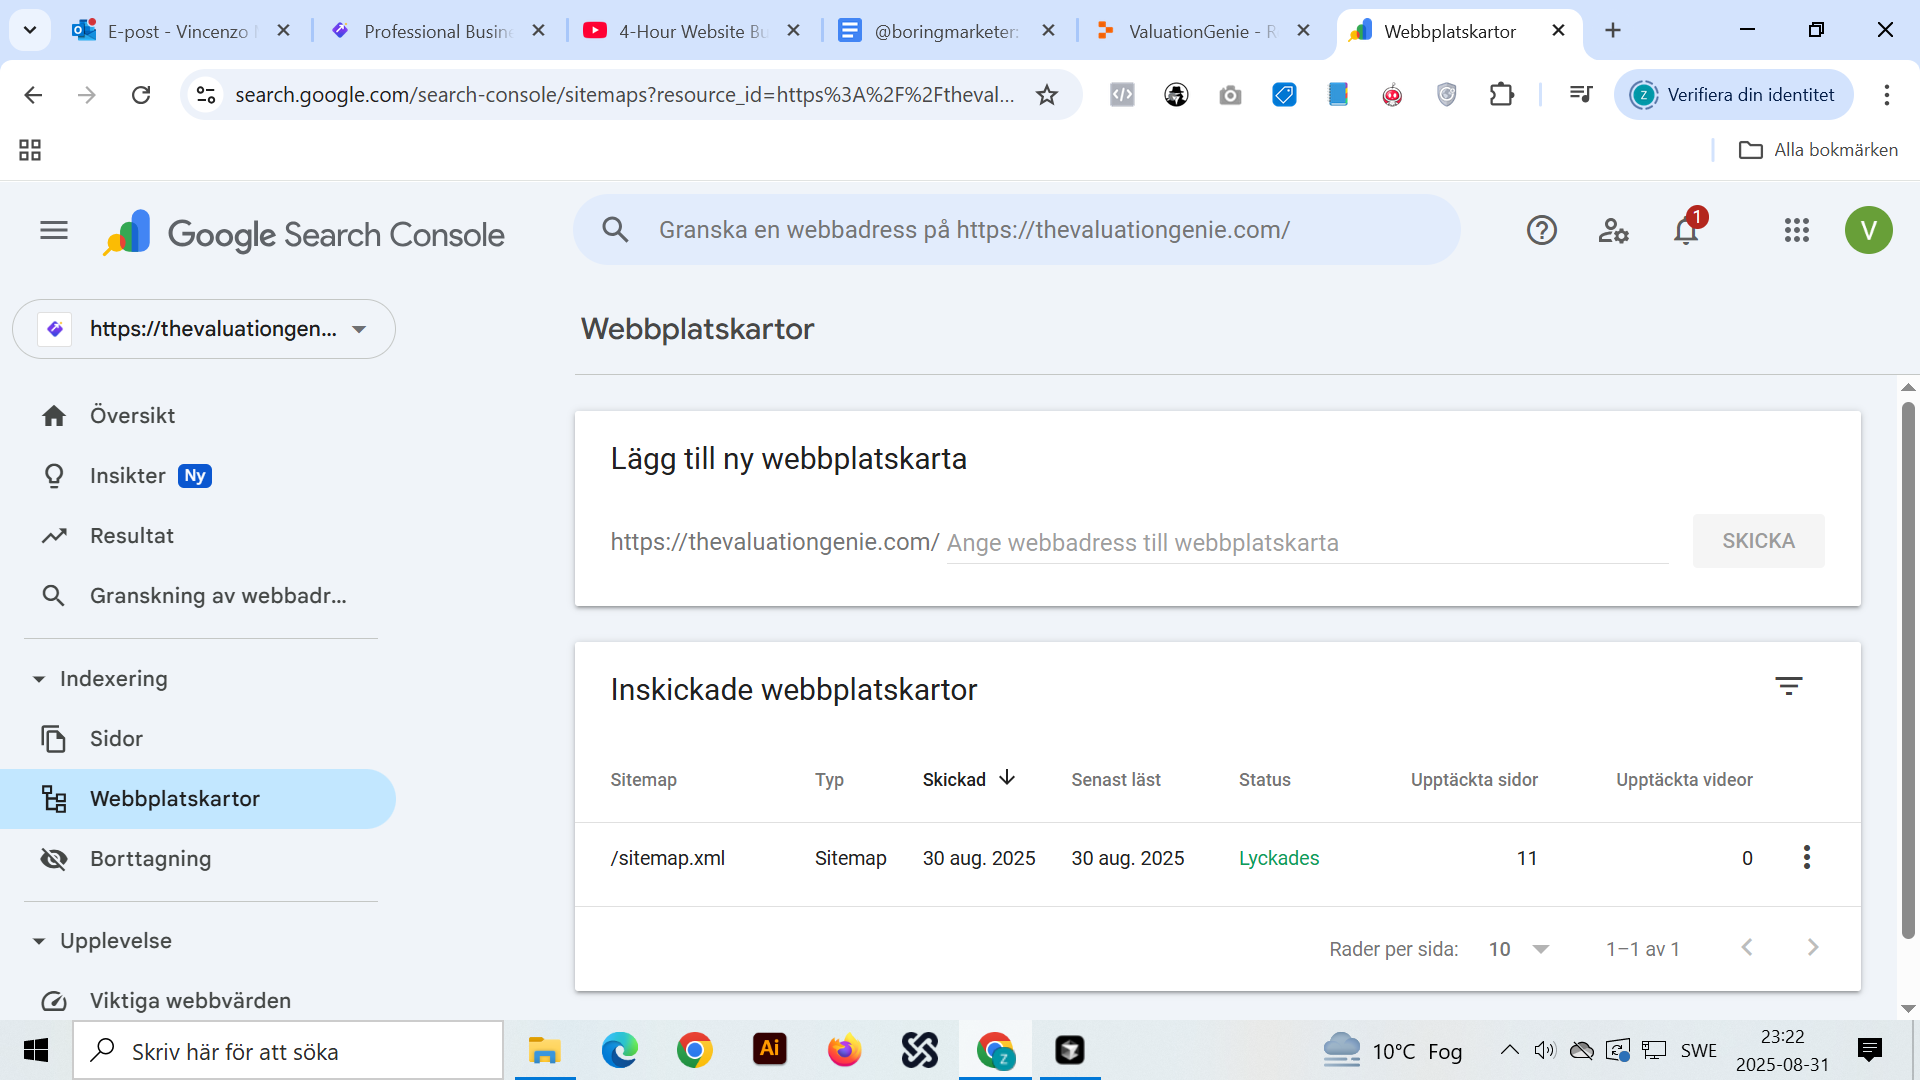 E-post - Vincenzo
Professional Busine
4-Hour Website Bu
@boringmarketer
ValuationGenie - R
Webbplatskartor
search.google.com/search-console/sitemaps?resource_id=https%3A%2F%2Ftheval...
Verifiera din identitet
Alla bokmärken
Google Search Console
Granska en webbadress på https://thevaluationgenie.com/
1
V
https://thevaluationgen...
Webbplatskartor
Översikt
Insikter Ny
Resultat
Granskning av webbadr...
Indexering
Sidor
Webbplatskartor
Borttagning
Upplevelse
Viktiga webbvärden
Lägg till ny webbplatskarta
https://thevaluationgenie.com/ Ange webbadress till webbplatskarta
SKICKA
Inskickade webbplatskartor
Sitemap Typ Skickad Senast läst Status Upptäckta sidor Upptäckta videor
/sitemap.xml Sitemap 30 aug. 2025 30 aug. 2025 Lyckades 11 0
Rader per sida: 10 1–1 av 1
Skriv här för att söka
Ai
Z
10°C Fog
SWE
23:22
2025-08-31